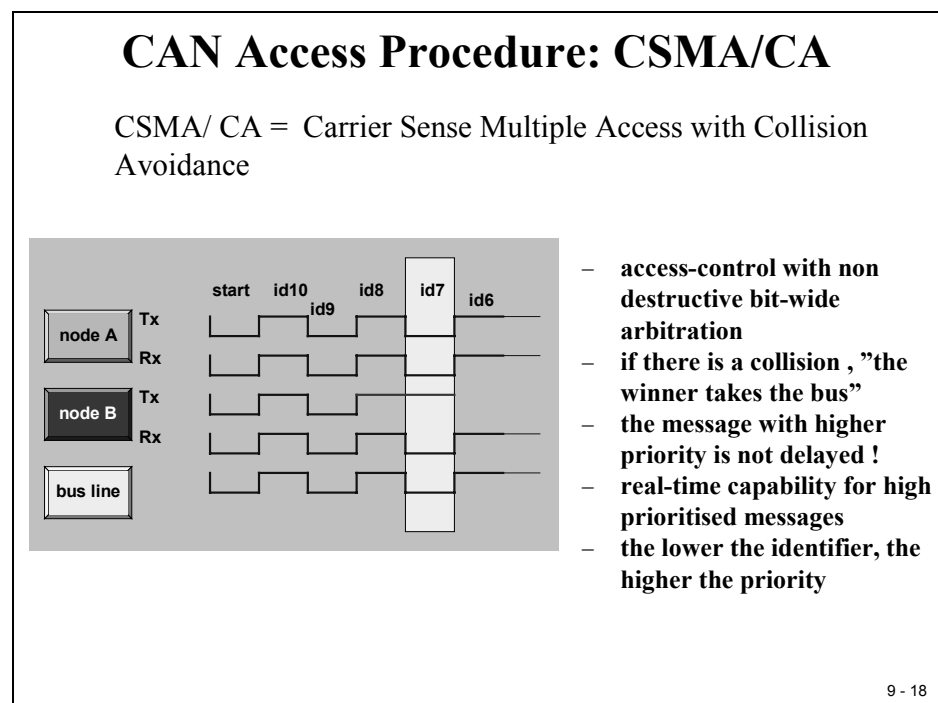 CAN Access Procedure: CSMA/CA
CSMA/ CA = Carrier Sense Multiple Access with Collision
Avoidance
start id10 id9 id8 id7 id6
node A Tx
Rx
node B Tx
Rx
bus line
– access-control with non
destructive bit-wide
arbitration
– if there is a collision , ”the
winner takes the bus”
– the message with higher
priority is not delayed !
– real-time capability for high
prioritised messages
– the lower the identifier, the
higher the priority
9 - 18